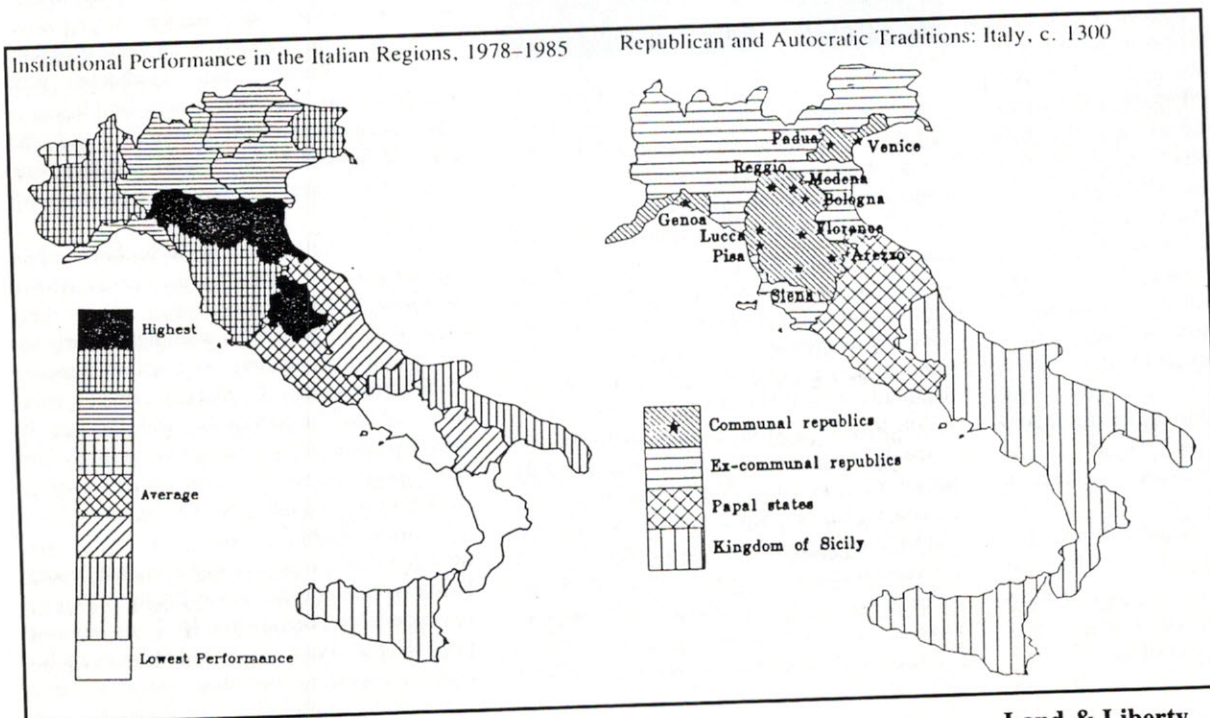 Institutional Performance in the Italian Regions, 1978–1985
Highest
Average
Lowest Performance
Republican and Autocratic Traditions: Italy, c. 1300
Padua
Venice
Reggio
Modena
Bologna
Genoa
Lucca
Florence
Pisa
Arezzo
Siena
Communal republics
Ex-communal republics
Papal states
Kingdom of Sicily
Land & Liberty